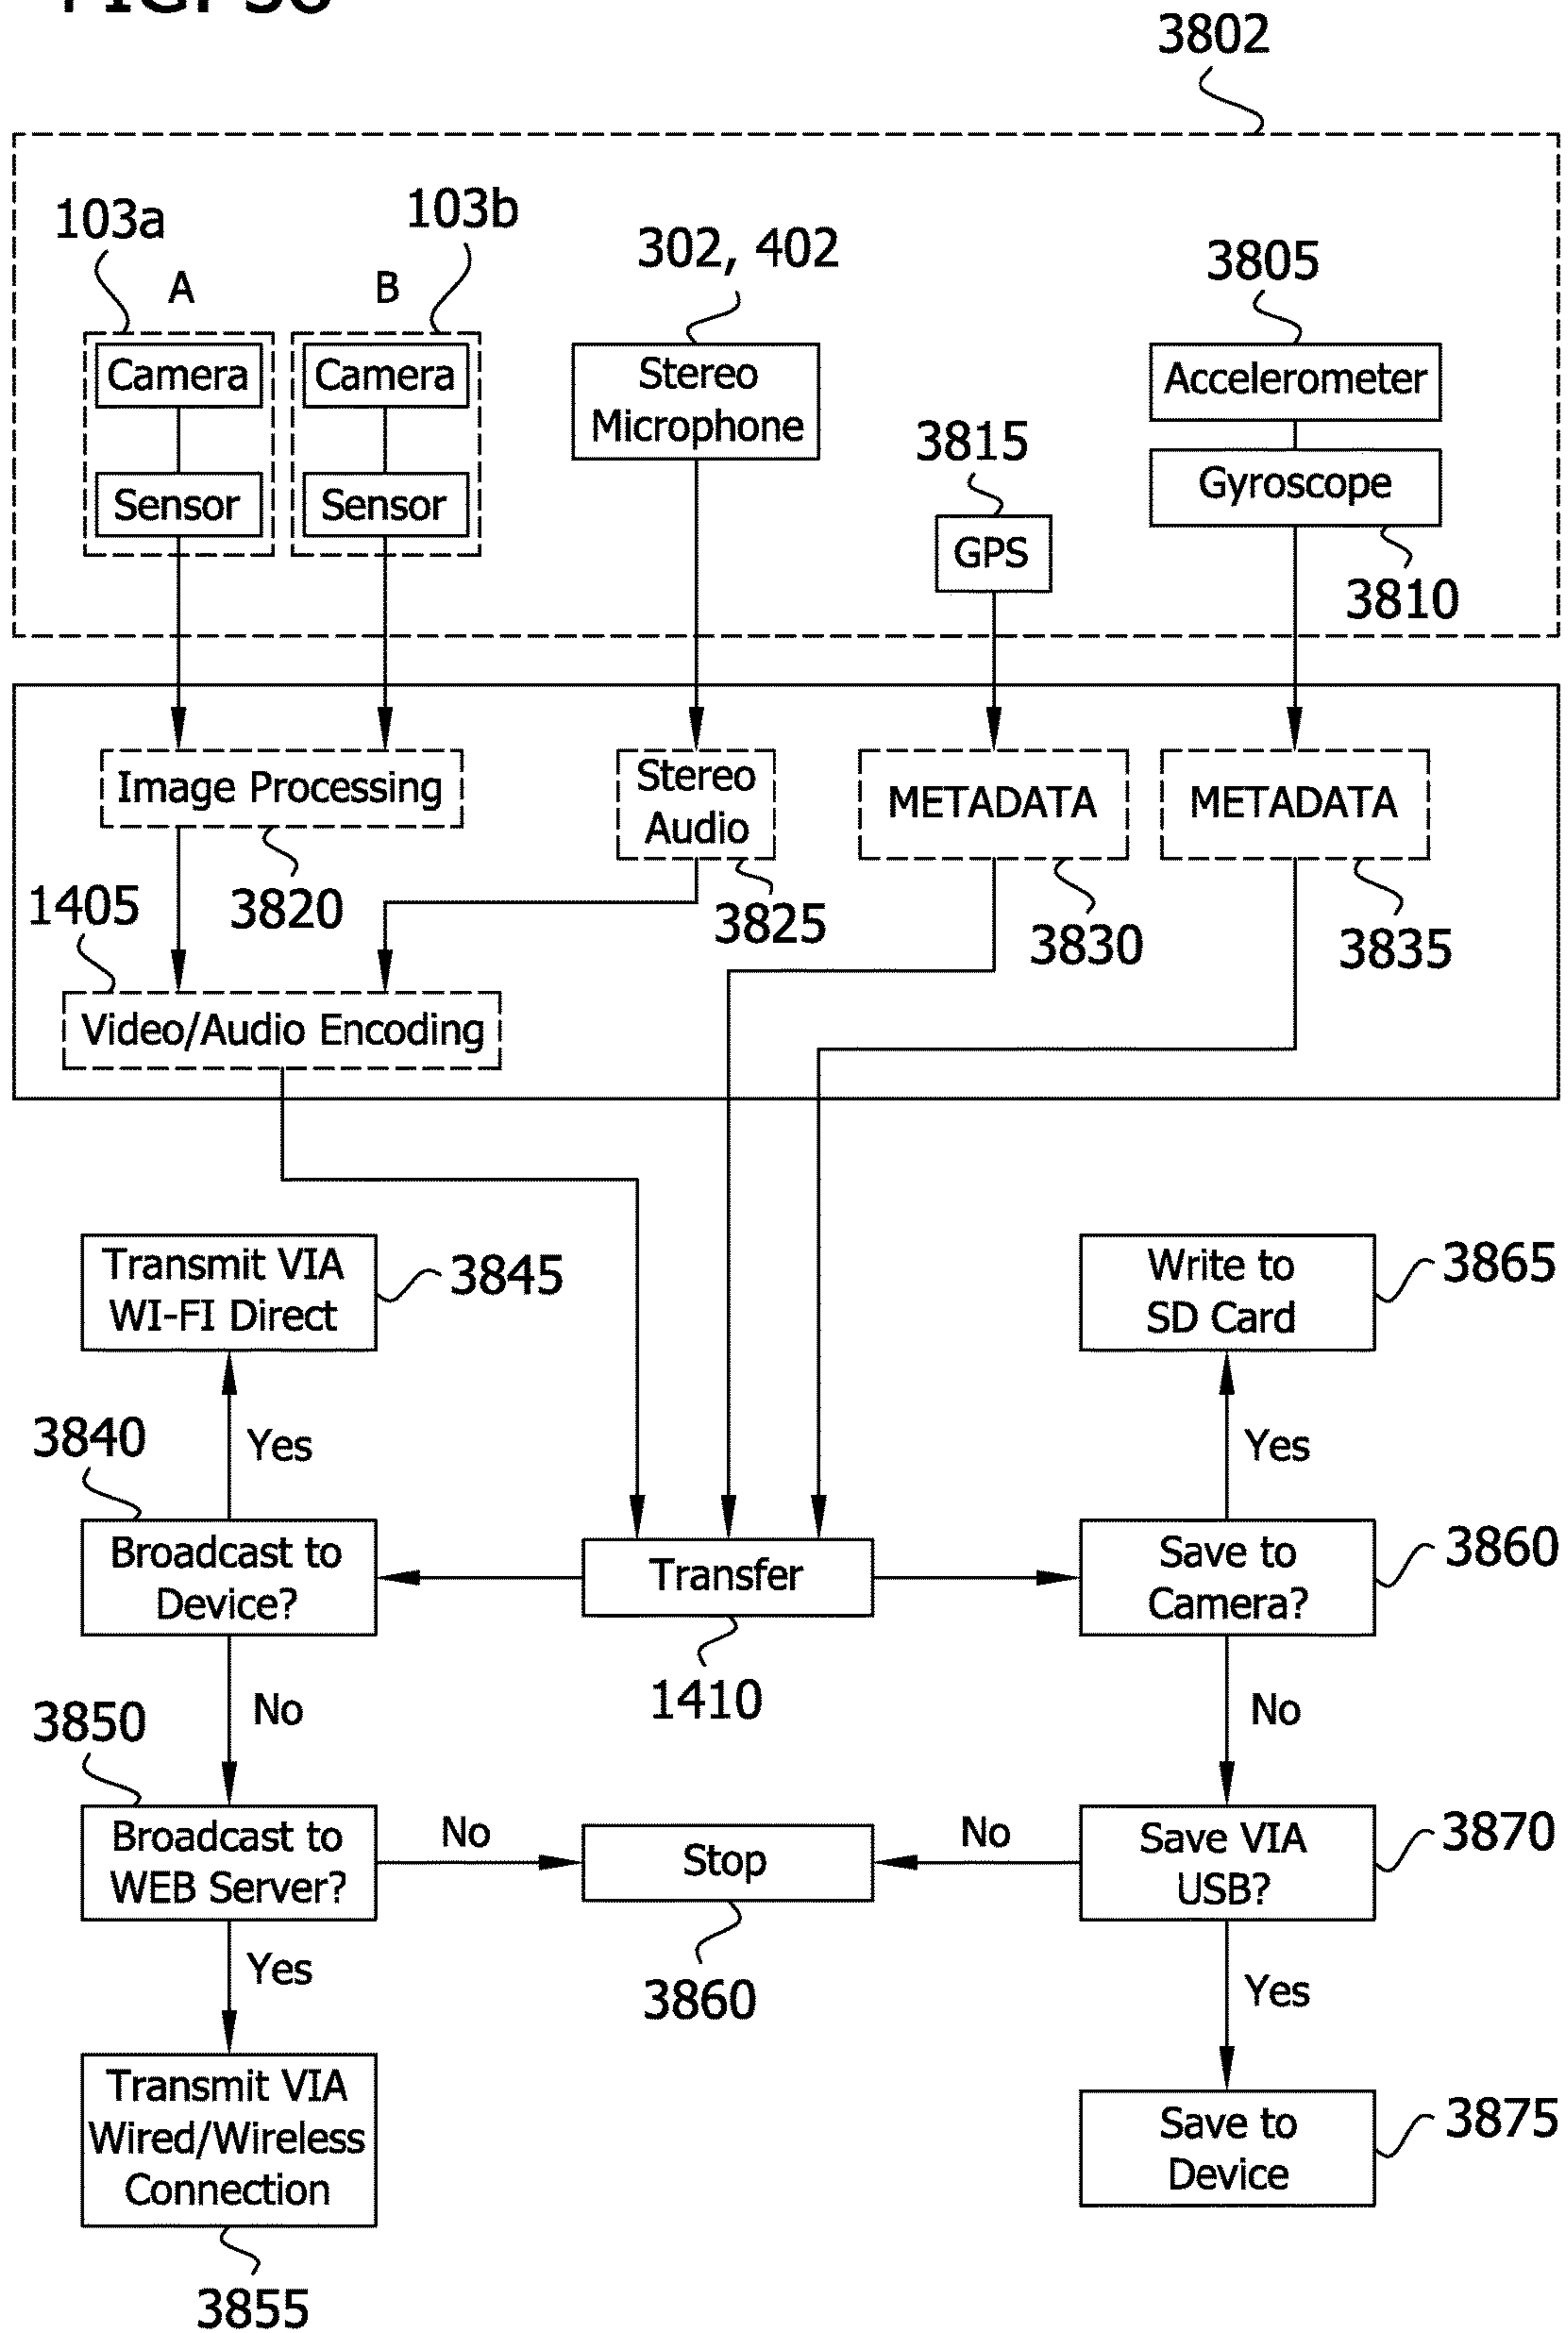 FIG. 38
3802
103a
103b
A
B
302, 402
3805
Camera
Camera
Stereo
Microphone
Accelerometer
3815
Sensor
Sensor
Gyroscope
GPS
3810
Image Processing
Stereo
Audio
METADATA
METADATA
1405
3820
3825
3830
3835
Video/Audio Encoding
Transmit VIA
WI-FI Direct
3845
Write to
SD Card
3865
3840
Yes
Yes
Broadcast to
Device?
Transfer
Save to
Camera?
3860
1410
3850
No
No
Broadcast to
WEB Server?
No
Stop
No
Save VIA
USB?
3870
Yes
3860
Yes
Transmit VIA
Wired/Wireless
Connection
Save to
Device
3875
3855